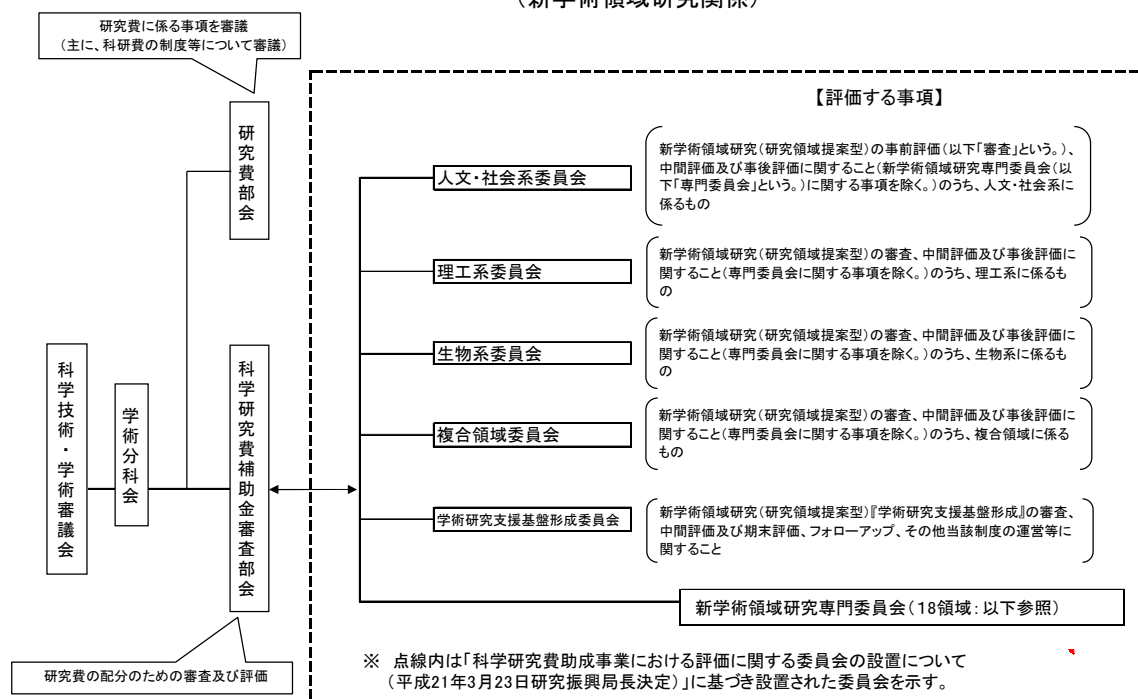 （新学術領域研究関係）
研究費に係る事項を審議
（主に、科研費の制度等について審議）
研究費部会
科学技術・学術審議会
学術分科会
科学研究費補助金審査部会
研究費の配分のための審査及び評価
【評価する事項】
人文・社会系委員会
新学術領域研究（研究領域提案型）の事前評価（以下「審査」という。）、
中間評価及び事後評価に関すること（新学術領域研究専門委員会（以
下「専門委員会」という。）に関する事項を除く。）のうち、人文・社会系に
係るもの
理工系委員会
新学術領域研究（研究領域提案型）の審査、中間評価及び事後評価に
関すること（専門委員会に関する事項を除く。）のうち、理工系に係るも
の
生物系委員会
新学術領域研究（研究領域提案型）の審査、中間評価及び事後評価に
関すること（専門委員会に関する事項を除く。）のうち、生物系に係るも
の
複合領域委員会
新学術領域研究（研究領域提案型）の審査、中間評価及び事後評価に
関すること（専門委員会に関する事項を除く。）のうち、複合領域に係る
もの
学術研究支援基盤形成委員会
新学術領域研究（研究領域提案型）『学術研究支援基盤形成』の審査、
中間評価及び期末評価、フォローアップ、その他当該制度の運営等に
関すること
新学術領域研究専門委員会（18領域：以下参照）
※　点線内は「科学研究費助成事業における評価に関する委員会の設置について
（平成21年3月23日研究振興局長決定）」に基づき設置された委員会を示す。